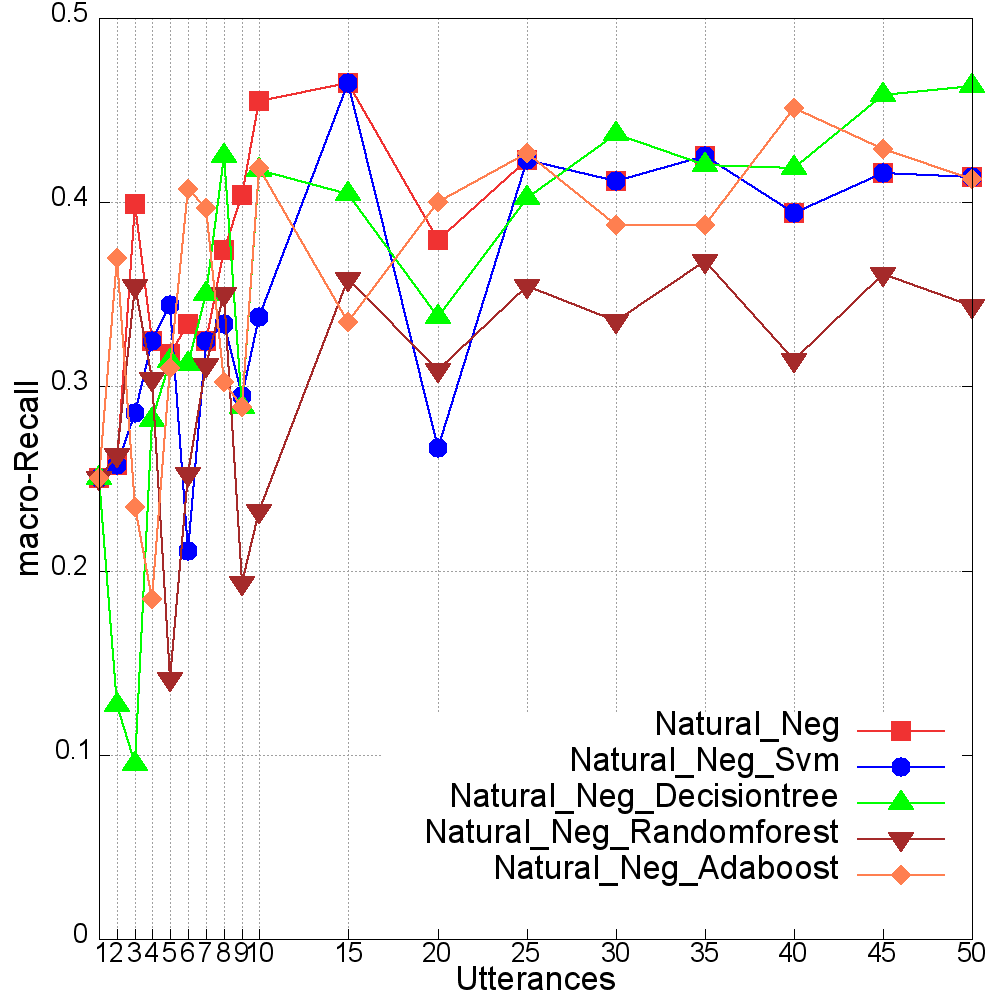 0.5
0.4
0.3
0.2
0.1
0
macro-Recall
Natural_Neg
Natural_Neg_Svm
Natural_Neg_Decisiontree
Natural_Neg_Randomforest
Natural_Neg_Adaboost
1 2 3 4 5 6 7 8 9 10 15 20 25 30 35 40 45 50
Utterances